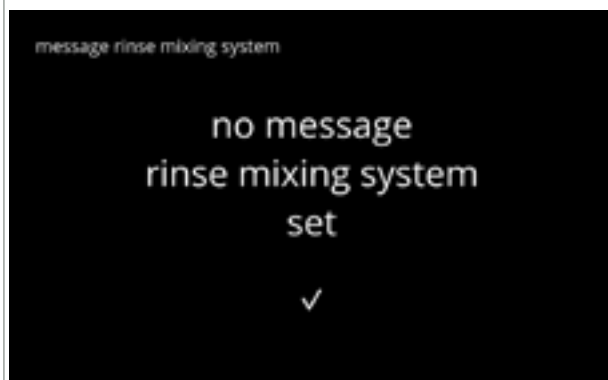 message rinse mixing system
no message
rinse mixing system
set
✓